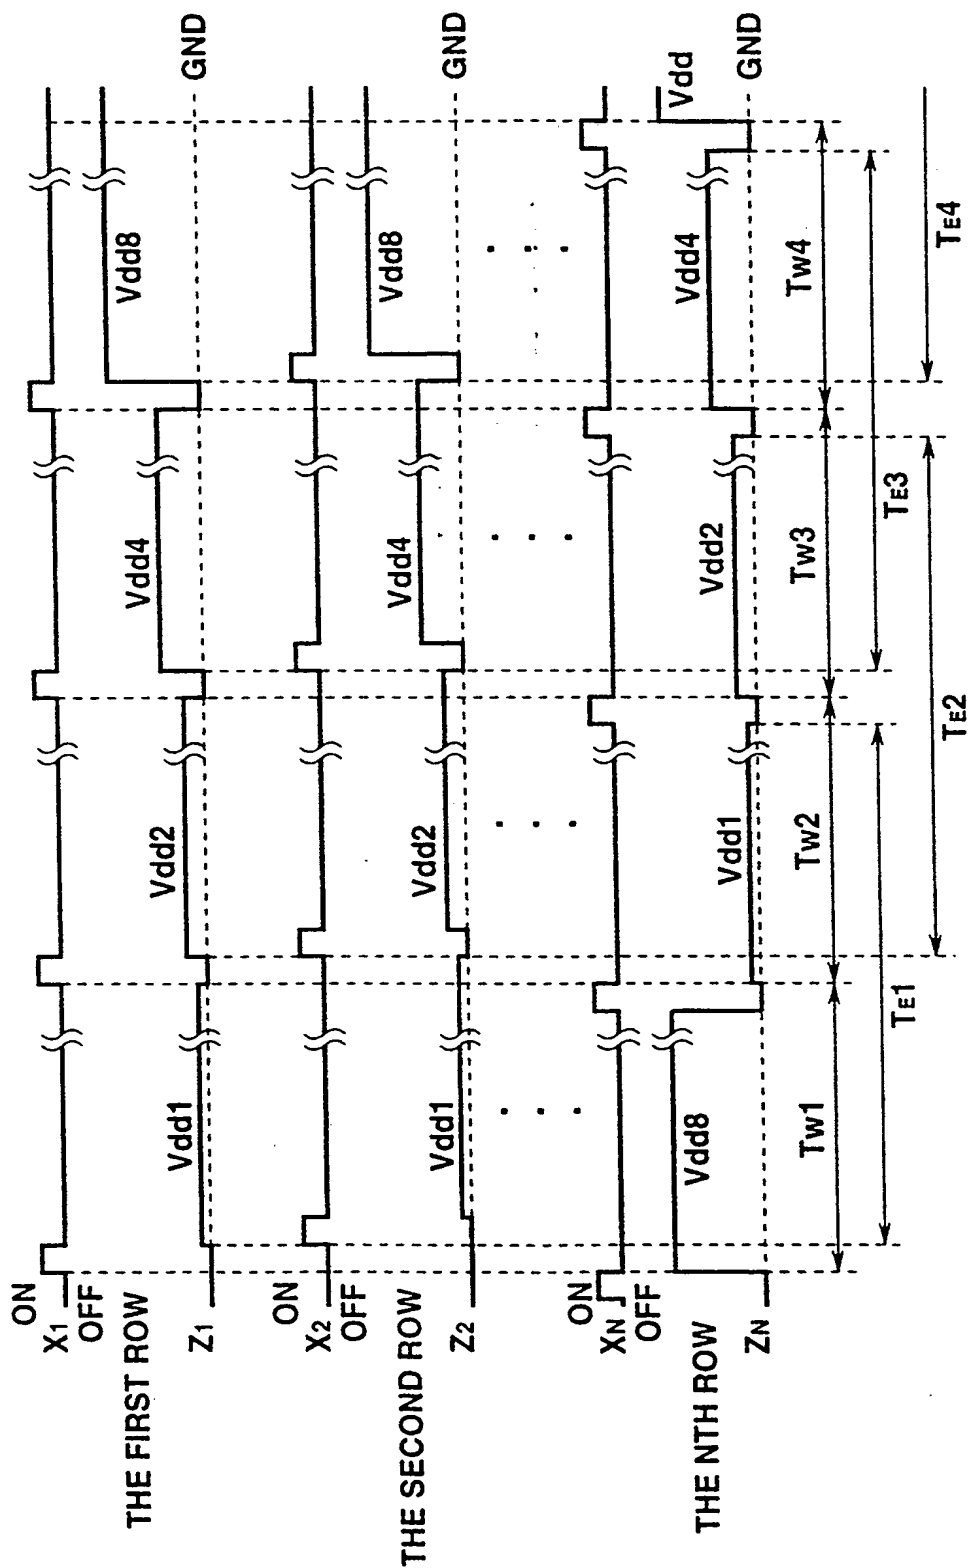 ON
X1
OFF
THE FIRST ROW
Z1
Vdd1
Vdd2
Vdd4
Vdd8
GND
ON
X2
OFF
THE SECOND ROW
Z2
Vdd1
Vdd2
Vdd4
Vdd8
GND
ON
XN
OFF
THE NTH ROW
ZN
Vdd8
Vdd1
Vdd2
Vdd4
Vdd
GND
TW1
TW2
TW3
TW4
TE1
TE3
TE2
TE4